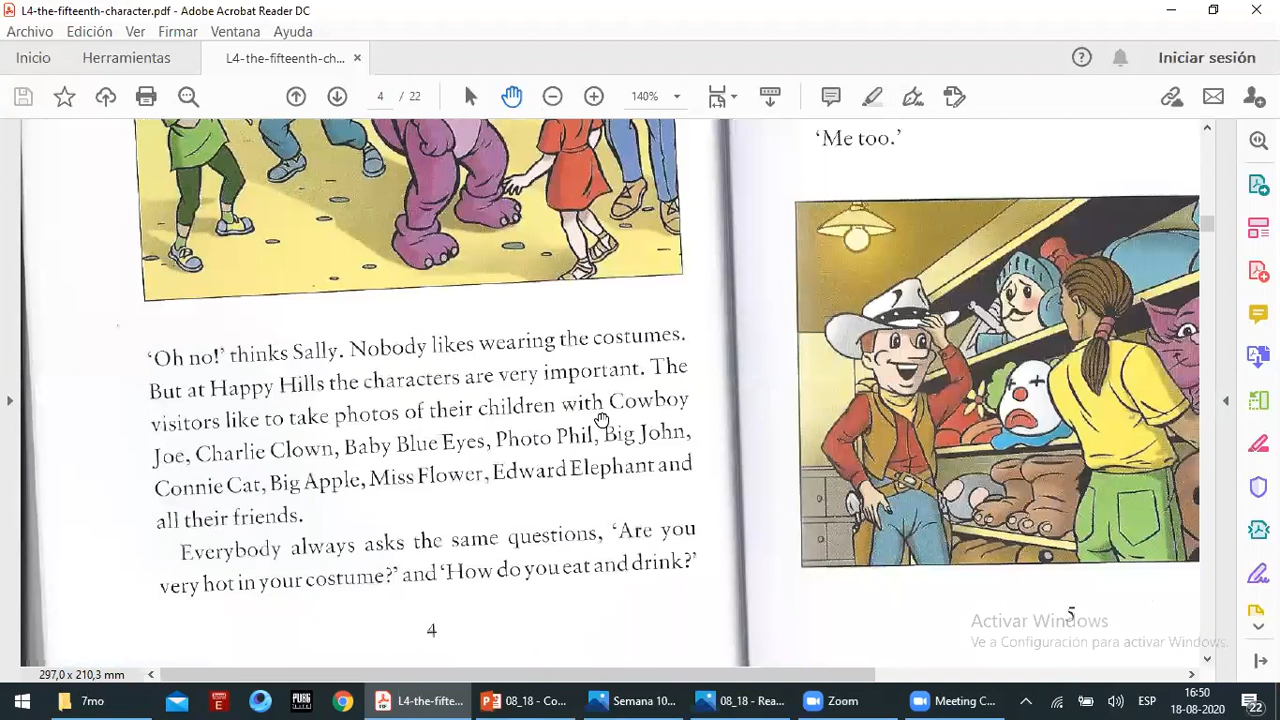 L4-the-fifteenth-character.pdf - Adobe Acrobat Reader DC
Archivo Edición Ver Firmar Ventana Ayuda
Inicio Herramientas L4-the-fifteenth-ch... × Iniciar sesión
4 / 22 140%
'Me too.'
'Oh no!' thinks Sally. Nobody likes wearing the costumes.
But at Happy Hills the characters are very important. The
visitors like to take photos of their children with Cowboy
Joe, Charlie Clown, Baby Blue Eyes, Photo Phil, Big John,
Connie Cat, Big Apple, Miss Flower, Edward Elephant and
all their friends.
Everybody always asks the same questions, 'Are you
very hot in your costume?' and 'How do you eat and drink?'
4
5
Activar Windows
Ve a Configuración para activar Windows.
297,0 x 210,3 mm
7mo L4-the-fiftee... 08_18 - Co... Semana 10... 08_18 - Rea... Zoom Meeting C... ESP 16:50
18-08-2020 22